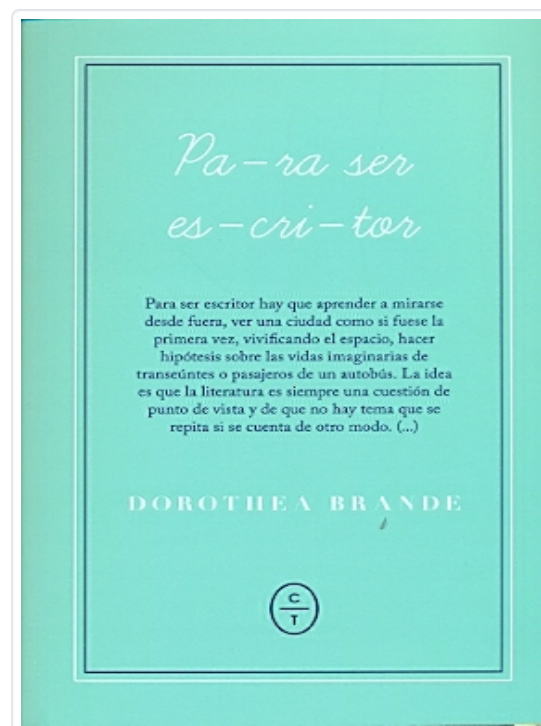 Pa–ra ser
es–cri–tor
Para ser escritor hay que aprender a mirarse
desde fuera, ver una ciudad como si fuese la
primera vez, vivificando el espacio, hacer
hipótesis sobre las vidas imaginarias de
transeúntes o pasajeros de un autobús. La idea
es que la literatura es siempre una cuestión de
punto de vista y de que no hay tema que se
repita si se cuenta de otro modo. (...)
DOROTHEA BRANDE
C
T